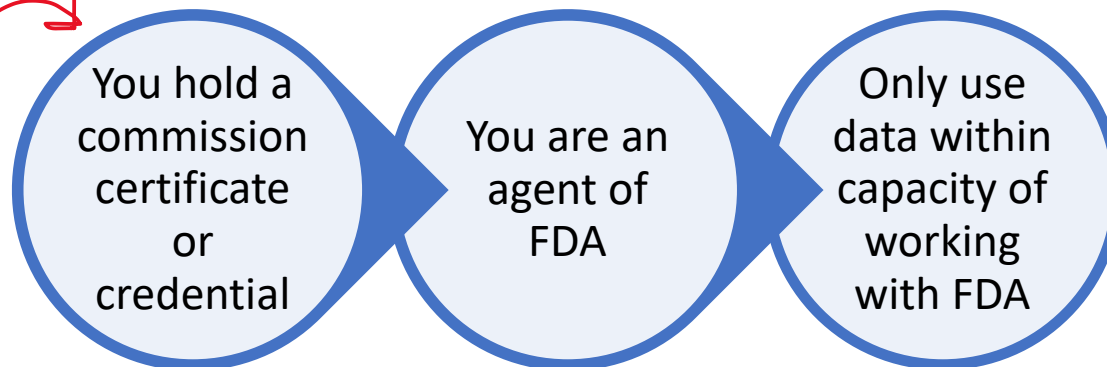 You hold a
commission
certificate
or
credential
You are an
agent of
FDA
Only use
data within
capacity of
working
with FDA